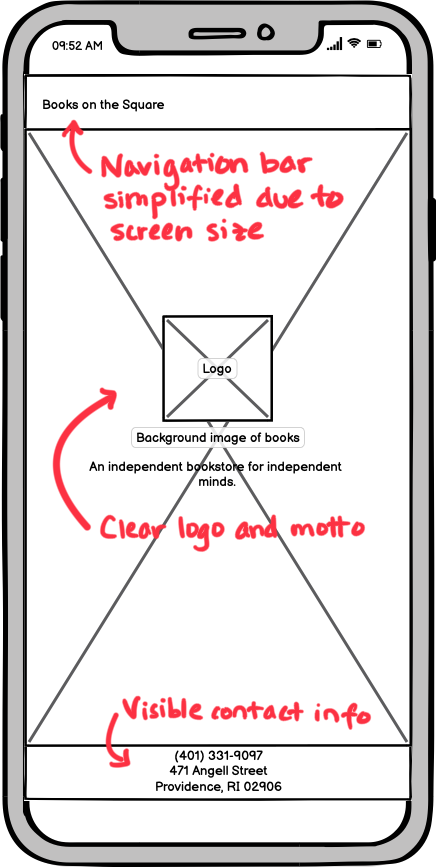 09:52 AM
Books on the Square
Navigation bar
simplified due to
screen size
Logo
Background image of books
An independent bookstore for independent
minds.
Clear logo and motto
Visible contact info
(401) 331-9097
471 Angell Street
Providence, RI 02906